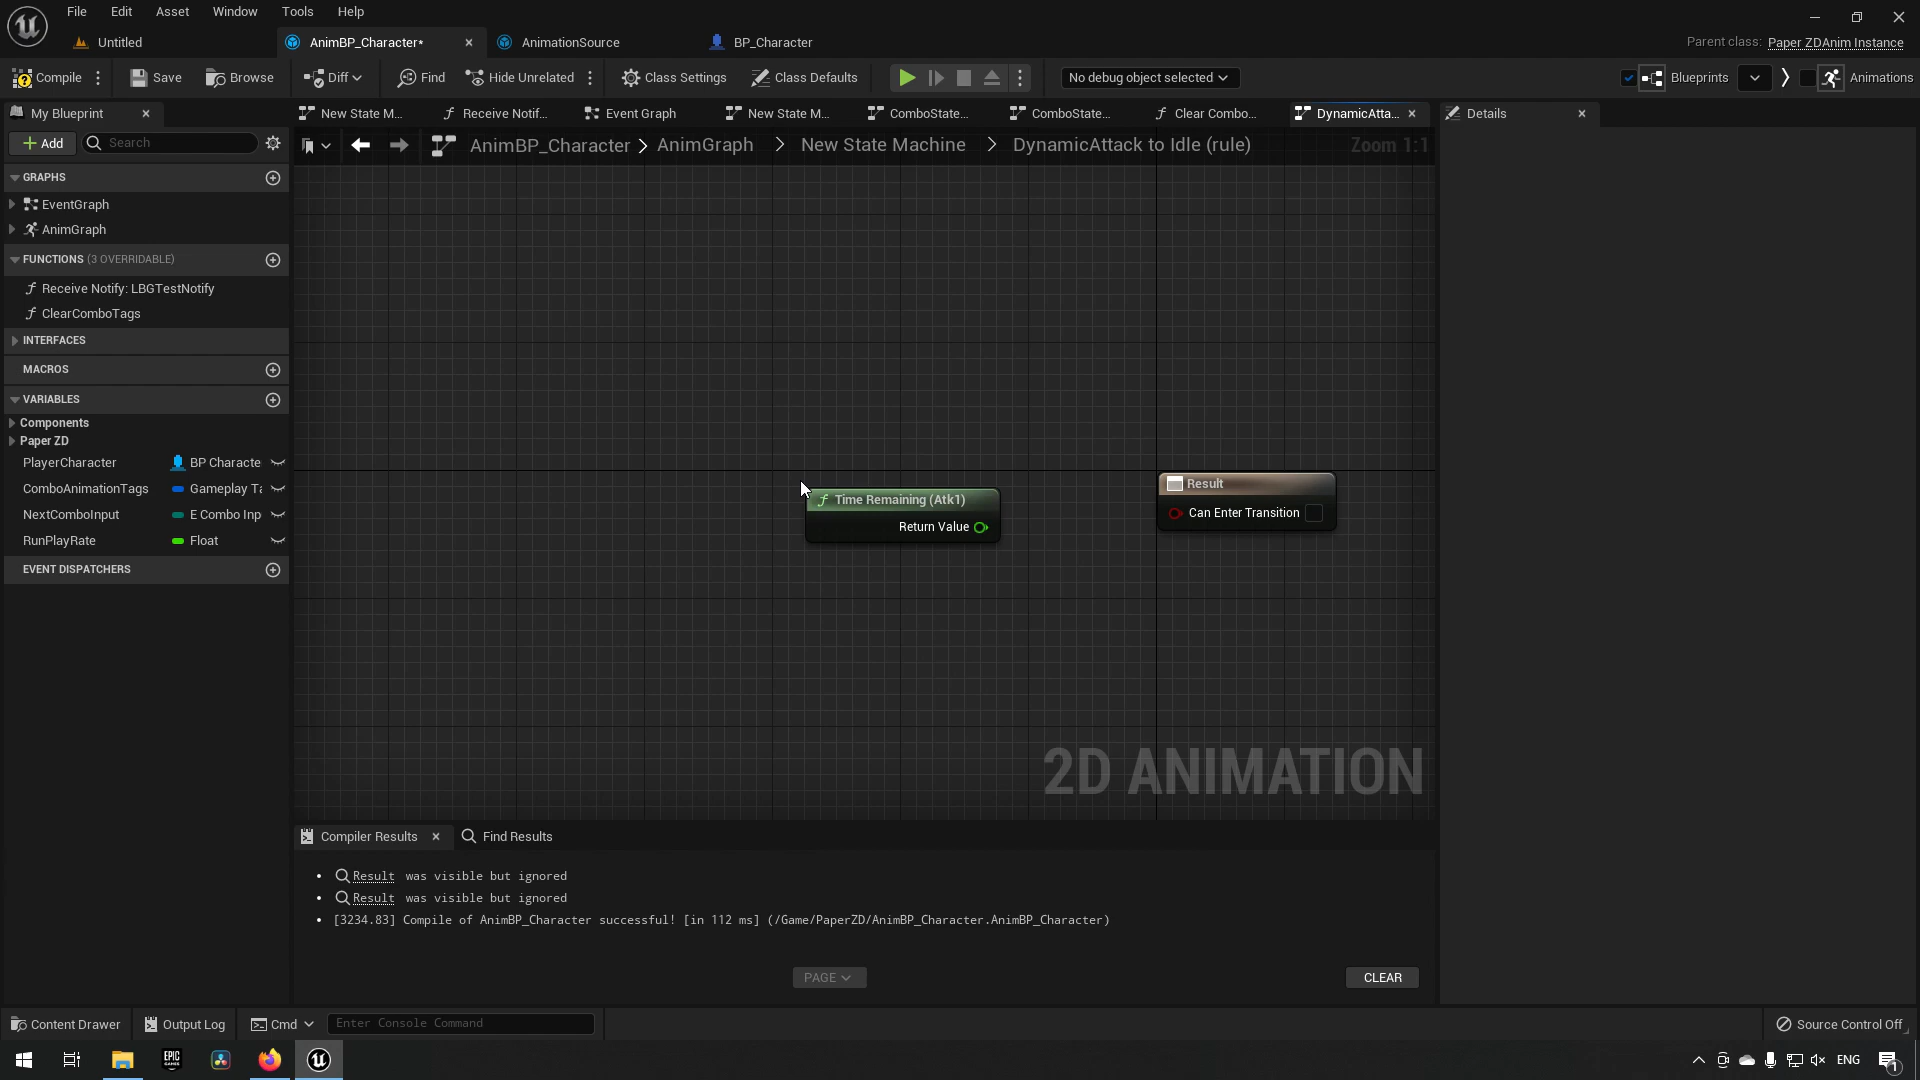 File Edit Asset Window Tools Help
Untitled AnimBP_Character* AnimationSource BP_Character Parent class: Paper ZDAnim Instance
Compile Save Browse Diff Find Hide Unrelated Class Settings Class Defaults No debug object selected Blueprints Animations
My Blueprint New State M... Receive Notif... Event Graph New State M... ComboState... ComboState... Clear Combo... DynamicAtta... Details
Add Search AnimBP_Character AnimGraph New State Machine DynamicAttack to Idle (rule) Zoom 1:1
GRAPHS
EventGraph
AnimGraph
FUNCTIONS (3 OVERRIDABLE)
Receive Notify: LBGTestNotify
ClearComboTags
INTERFACES
MACROS
VARIABLES
Components
Paper ZD
PlayerCharacter BP Characte
ComboAnimationTags Gameplay Ta
NextComboInput E Combo Inp
RunPlayRate Float
EVENT DISPATCHERS
Time Remaining (Atk1)
Return Value
Result
Can Enter Transition
2D ANIMATION
Compiler Results Find Results
Result was visible but ignored
Result was visible but ignored
[3234.83] Compile of AnimBP_Character successful! [in 112 ms] (/Game/PaperZD/AnimBP_Character.AnimBP_Character)
PAGE CLEAR
Content Drawer Output Log Cmd Enter Console Command Source Control Off
EPIC GAMES ENG 1